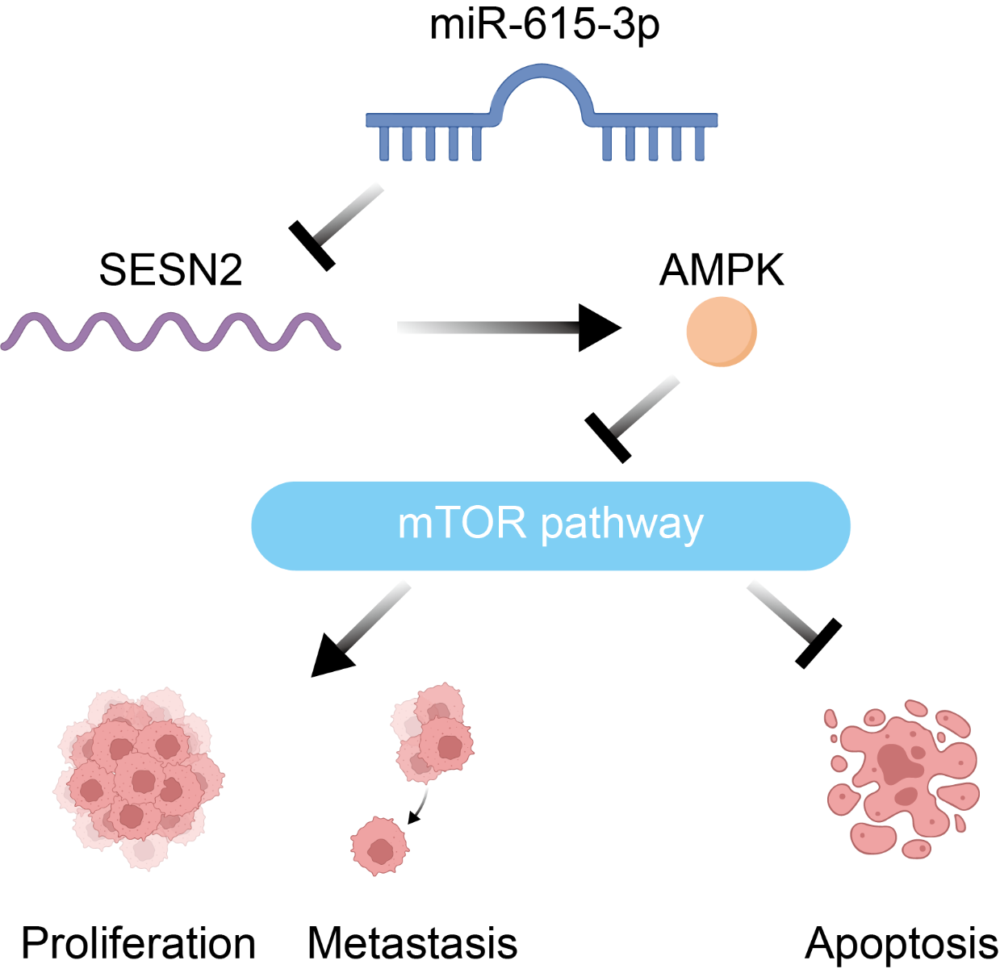 miR-615-3p
SESN2
AMPK
mTOR pathway
Proliferation
Metastasis
Apoptosis